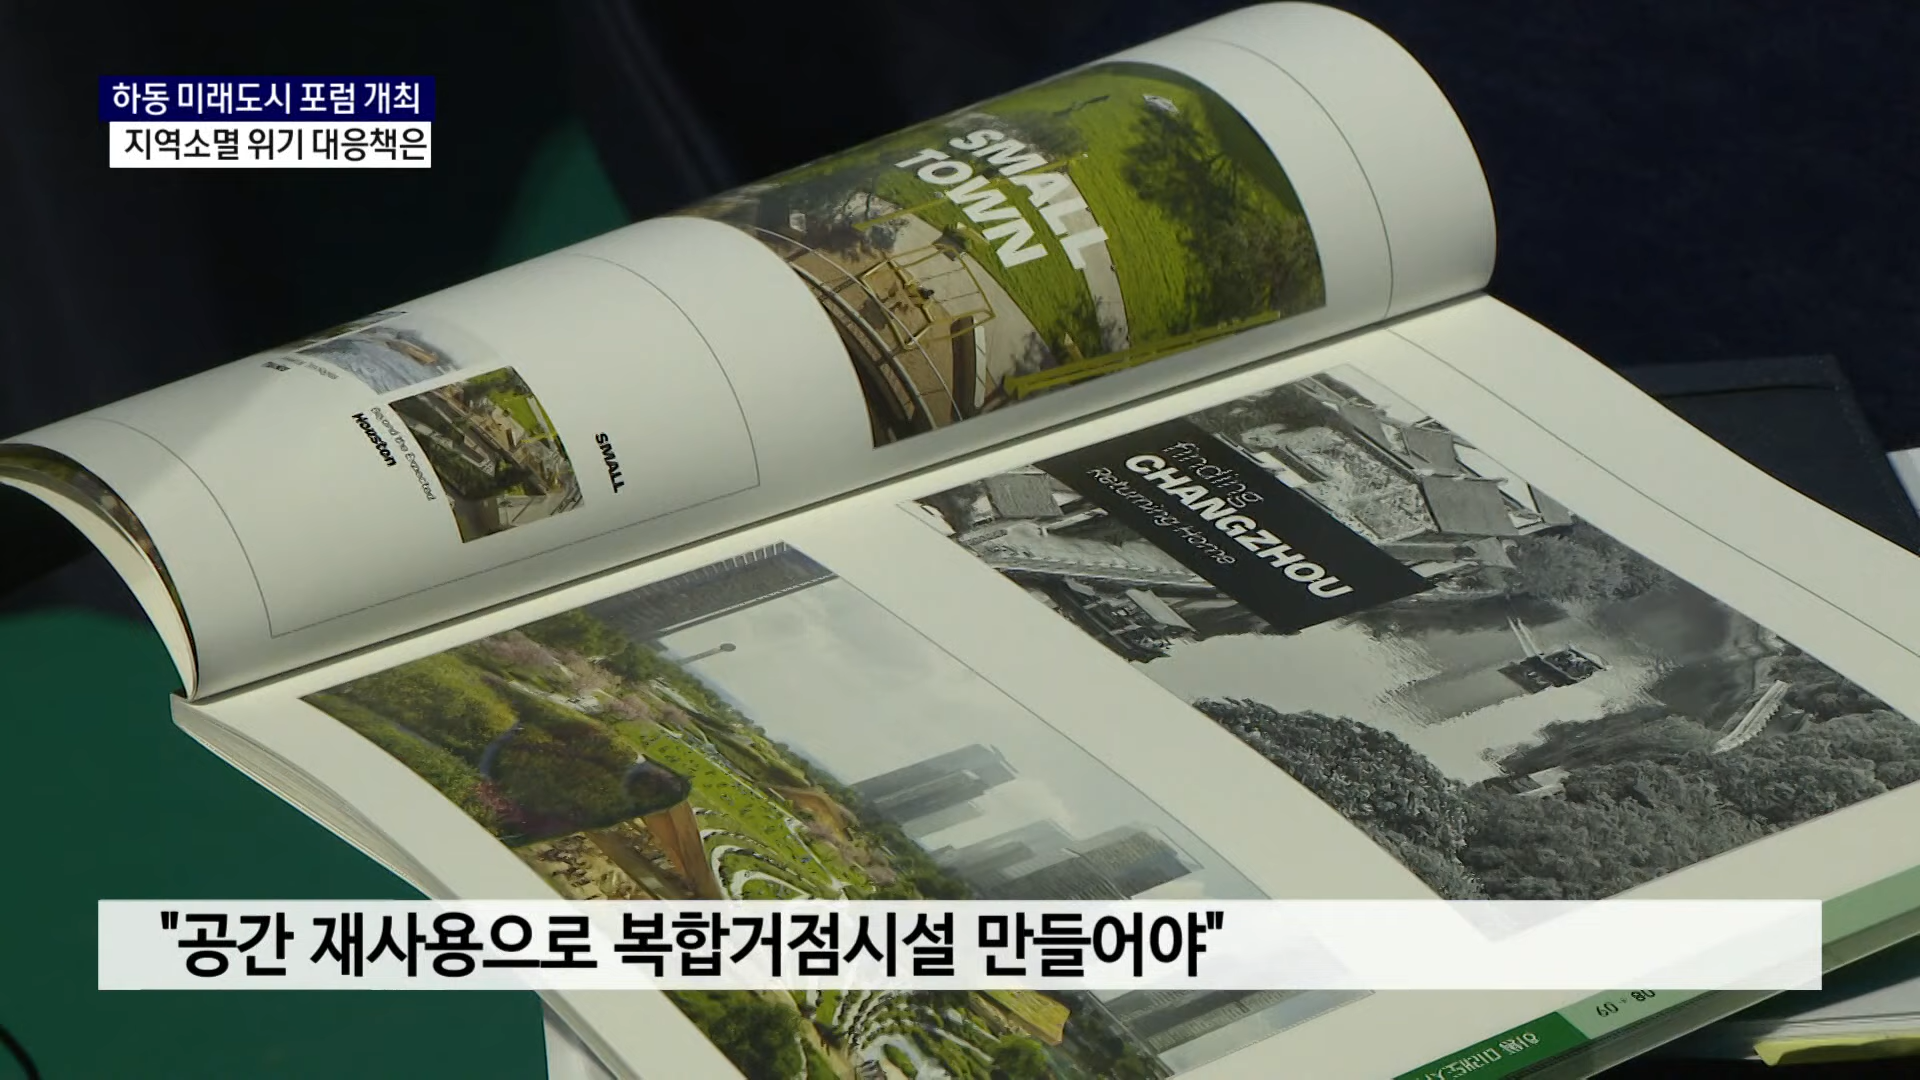 하동 미래도시 포럼 개최
지역소멸 위기 대응책은
SMALL
TOWN
SMALL
Houston
Beyond the Expected
finding
CHANGZHOU
Returning Home
"공간 재사용으로 복합거점시설 만들어야"
08 · 09